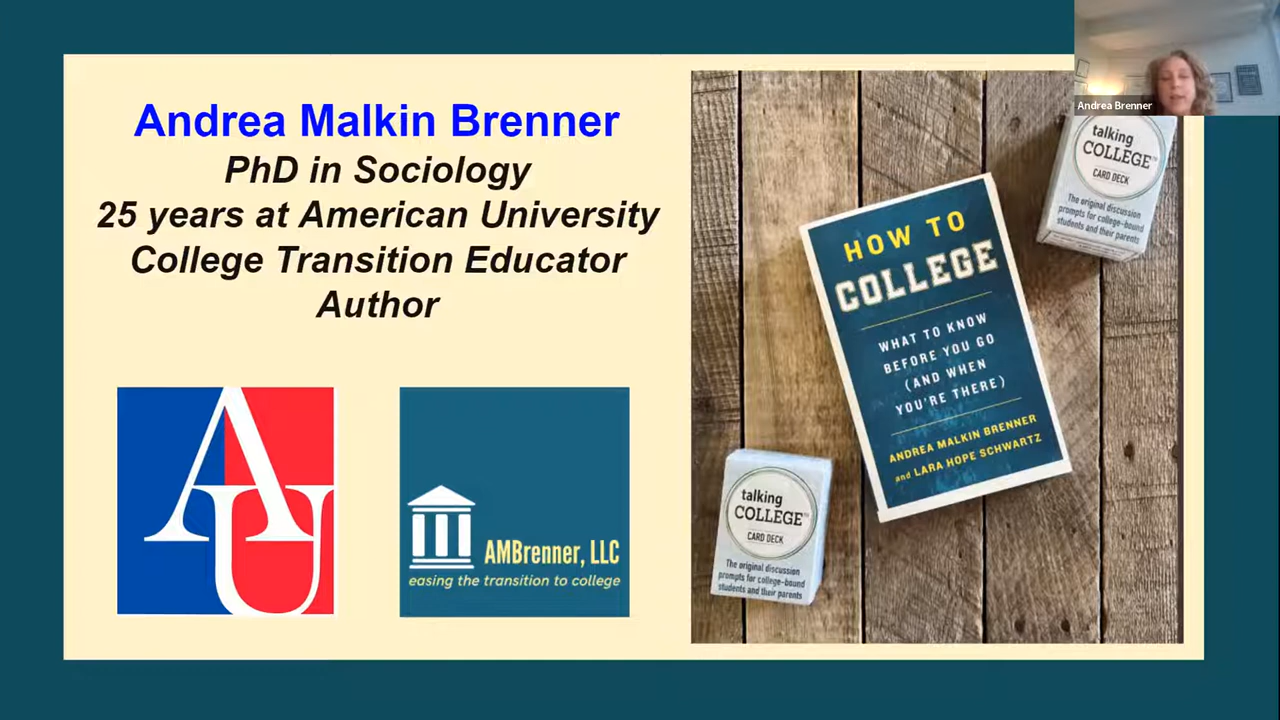 Andrea Malkin Brenner
PhD in Sociology
25 years at American University
College Transition Educator
Author
AU
AMBrenner, LLC
easing the transition to college
HOW TO
COLLEGE
WHAT TO KNOW
BEFORE YOU GO
(AND WHEN
YOU'RE THERE)
ANDREA MALKIN BRENNER
and LARA HOPE SCHWARTZ
talking
COLLEGE™
CARD DECK
The original discussion
prompts for college-bound
students and their parents
talking
COLLEGE™
CARD DECK
The original discussion
prompts for college-bound
students and their parents
Andrea Brenner